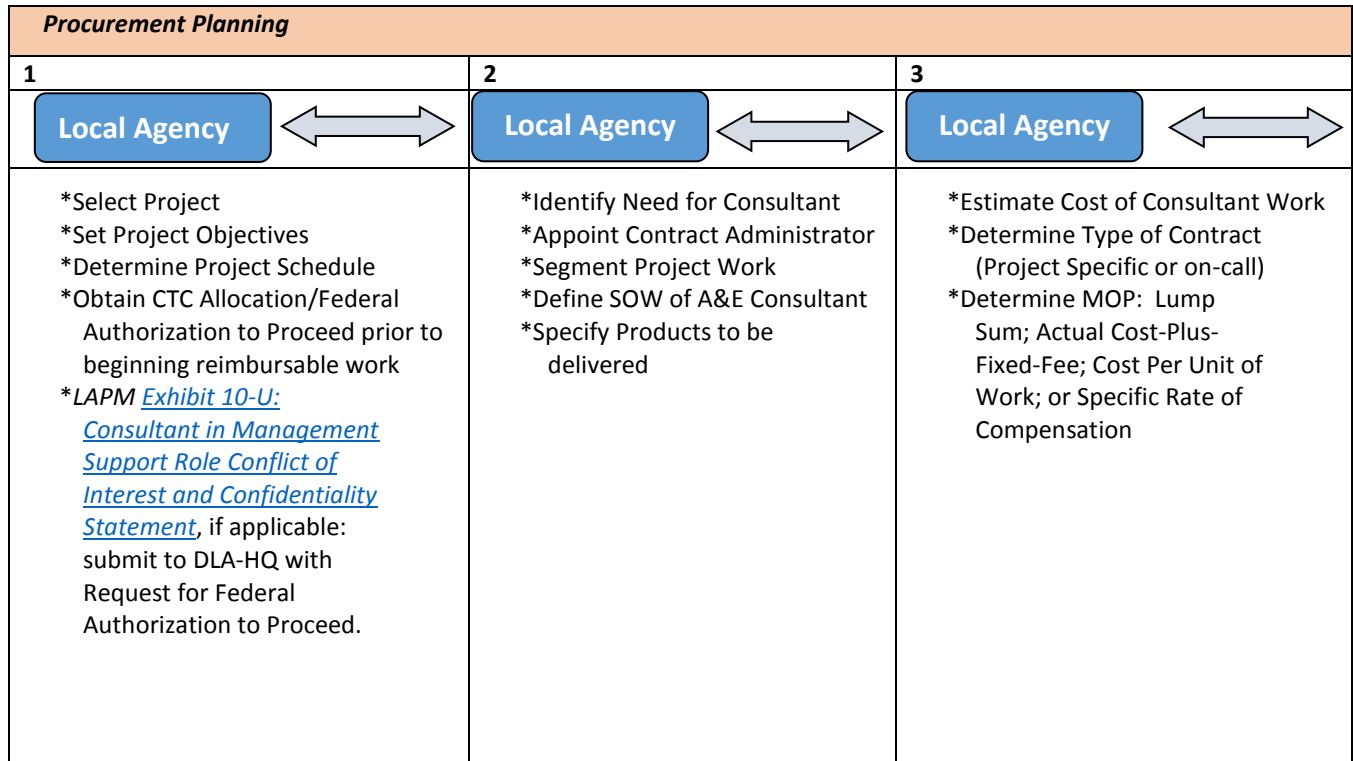 Procurement Planning
1
2
3
Local Agency
Local Agency
Local Agency
*Select Project
*Set Project Objectives
*Determine Project Schedule
*Obtain CTC Allocation/Federal
Authorization to Proceed prior to
beginning reimbursable work
*LAPM Exhibit 10-U:
Consultant in Management
Support Role Conflict of
Interest and Confidentiality
Statement, if applicable:
submit to DLA-HQ with
Request for Federal
Authorization to Proceed.
*Identify Need for Consultant
*Appoint Contract Administrator
*Segment Project Work
*Define SOW of A&E Consultant
*Specify Products to be
delivered
*Estimate Cost of Consultant Work
*Determine Type of Contract
(Project Specific or on-call)
*Determine MOP:  Lump
Sum; Actual Cost-Plus-
Fixed-Fee; Cost Per Unit of
Work; or Specific Rate of
Compensation